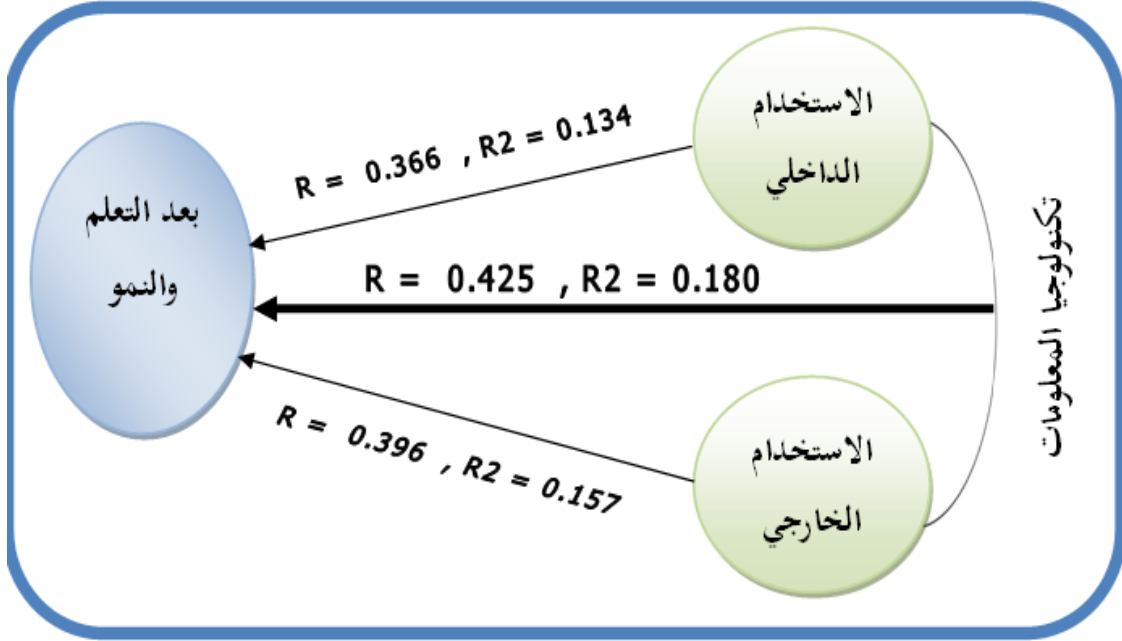 الاستخدام
الداخلي
R = 0.366 , R2 = 0.134
بعد التعلم
والنمو
R = 0.425 , R2 = 0.180
تكنولوجيا المعلومات
R = 0.396 , R2 = 0.157
الاستخدام
الخارجي